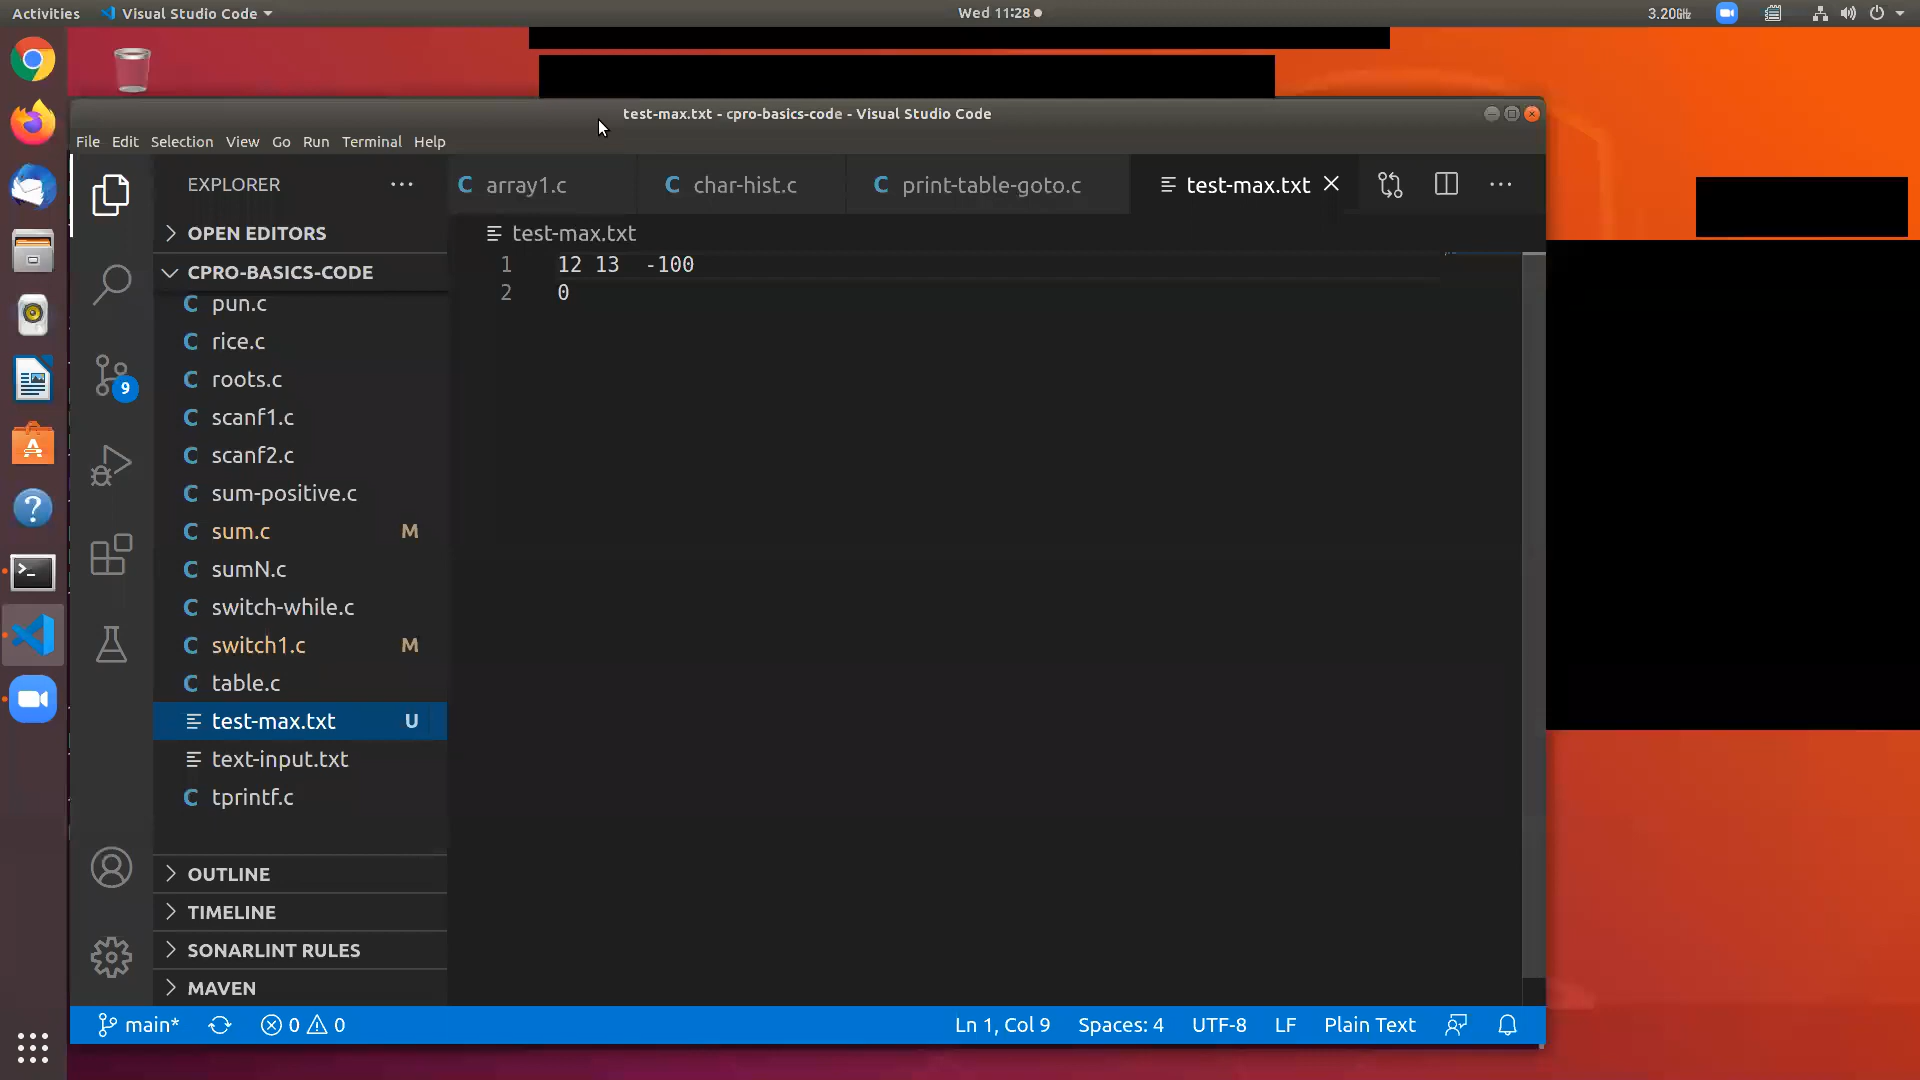 Activities
Visual Studio Code
Wed 11:28
3.20GHz
test-max.txt - cpro-basics-code - Visual Studio Code
File Edit Selection View Go Run Terminal Help
EXPLORER
C array1.c
C char-hist.c
C print-table-goto.c
test-max.txt
OPEN EDITORS
test-max.txt
CPRO-BASICS-CODE
1 12 13  -100
2 0
C pun.c
C rice.c
C roots.c
C scanf1.c
C scanf2.c
C sum-positive.c
C sum.c M
C sumN.c
C switch-while.c
C switch1.c M
C table.c
test-max.txt U
text-input.txt
C tprintf.c
9
OUTLINE
TIMELINE
SONARLINT RULES
MAVEN
main*
0
0
Ln 1, Col 9
Spaces: 4
UTF-8
LF
Plain Text